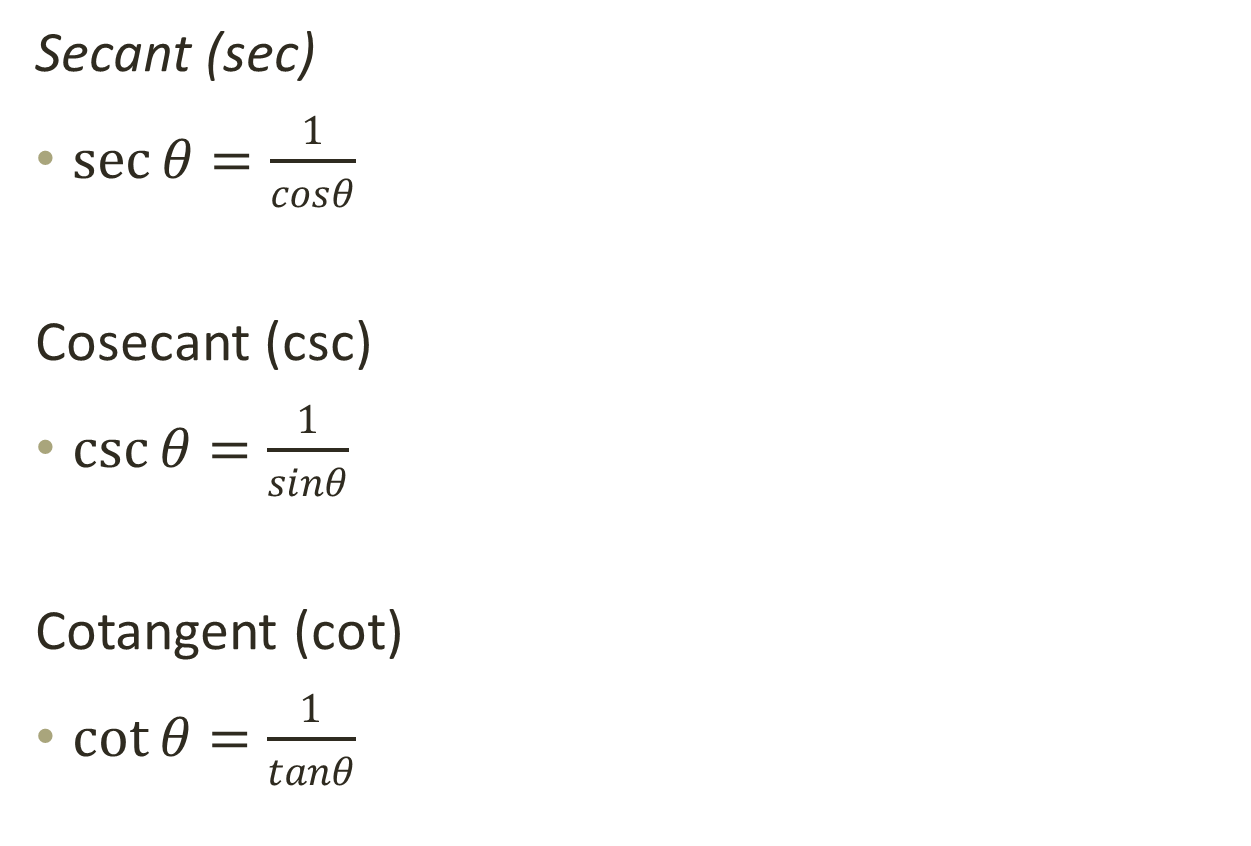 Secant (sec)
• sec θ = 1/cosθ
Cosecant (csc)
• csc θ = 1/sinθ
Cotangent (cot)
• cot θ = 1/tanθ